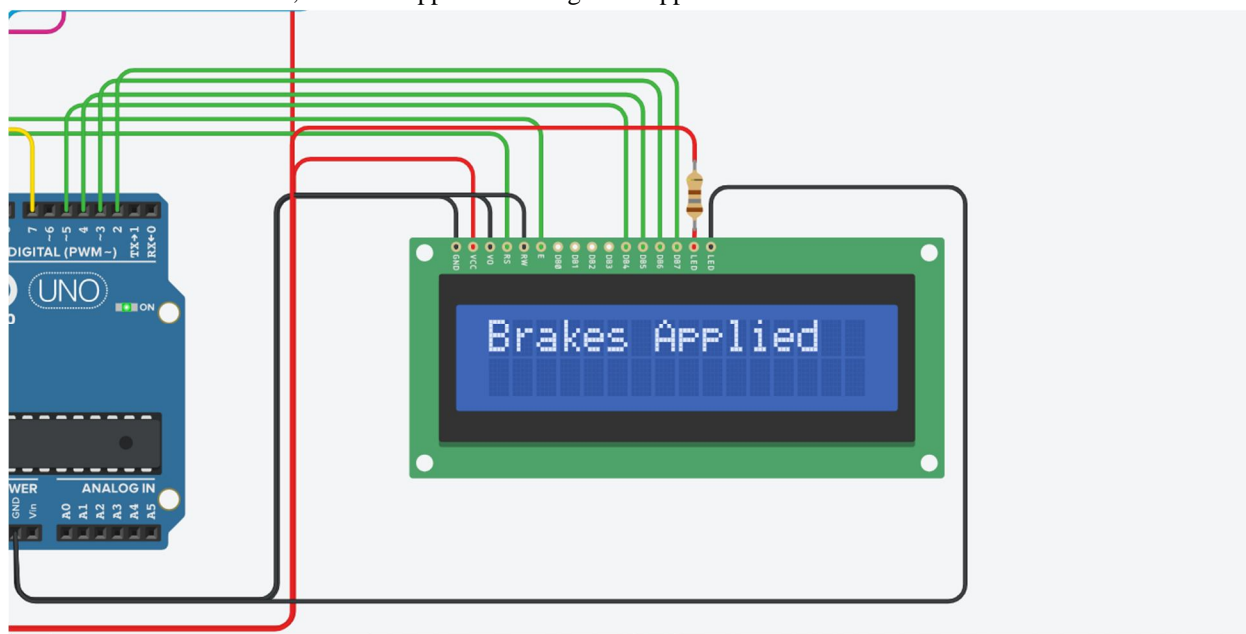 7
~6
~5
4
~3
2
TX→1
RX←0
DIGITAL (PWM~)
UNO
ON
WER
ANALOG IN
GND
Vin
A0
A1
A2
A3
A4
A5
GND
VCC
VO
RS
RW
E
DB0
DB1
DB2
DB3
DB4
DB5
DB6
DB7
LED
LED
Brakes Applied